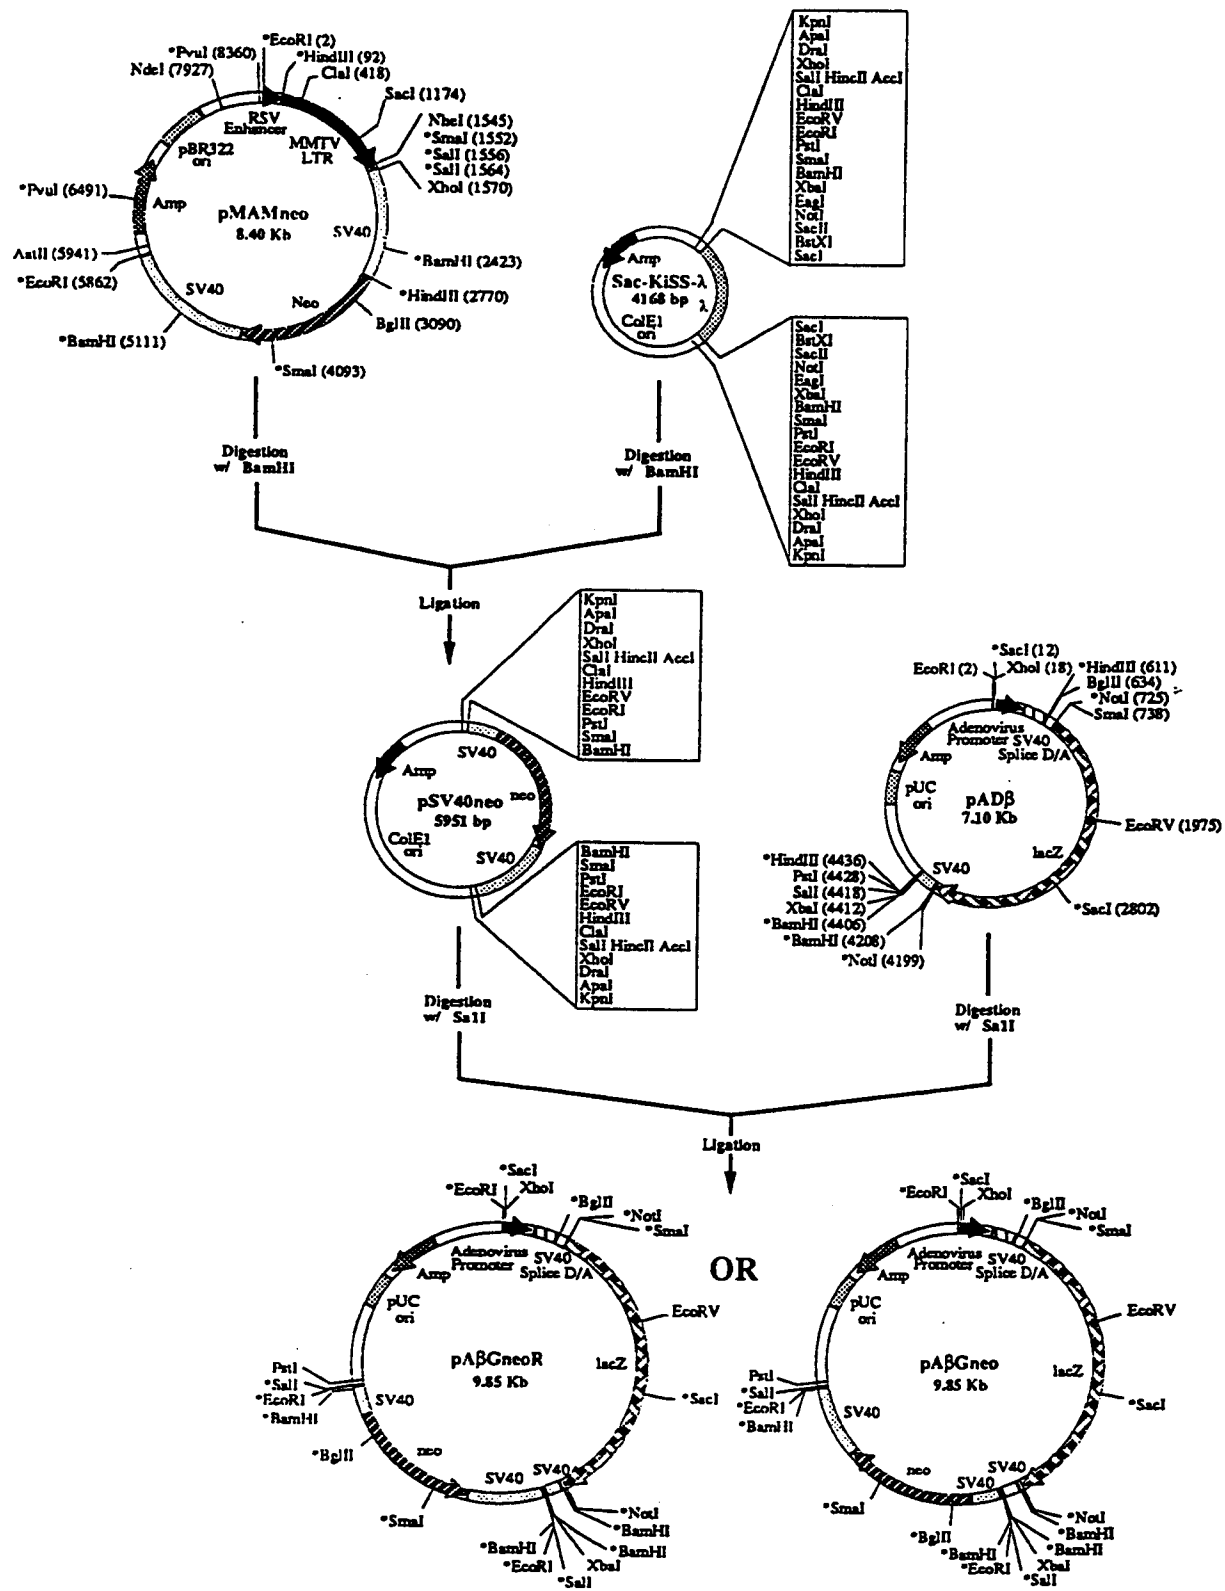 *PvuI (8360)
NdeI (7927)
*EcoRI (2)
*HindIII (92)
ClaI (418)
SacI (1174)
NheI (1545)
*SmaI (1552)
*SalI (1556)
*SalI (1564)
XhoI (1570)
RSV
Enhancer
MMTV
LTR
pBR322
ori
*PvuI (6491)
Amp
pMAMneo
8.40 Kb
SV40
AatII (5941)
*EcoRI (5862)
*BamHI (2423)
*HindIII (2770)
SV40
Neo
BglII (3090)
*BamHI (5111)
*SmaI (4093)
Digestion
w/ BamHI
KpnI
ApaI
DraI
XhoI
SalI HincII AccI
ClaI
HindIII
EcoRV
EcoRI
PstI
SmaI
BamHI
XbaI
EagI
NotI
SacII
BstXI
SacI
Amp
Sac-KiSS-λ
4168 bp
λ
ColE1
ori
SacI
BstXI
SacII
NotI
EagI
XbaI
BamHI
SmaI
PstI
EcoRI
EcoRV
HindIII
ClaI
SalI HincII AccI
XhoI
DraI
ApaI
KpnI
Digestion
w/ BamHI
Ligation
KpnI
ApaI
DraI
XhoI
SalI HincII AccI
ClaI
HindIII
EcoRV
EcoRI
PstI
SmaI
BamHI
SV40
Amp
pSV40neo
5951 bp
neo
ColE1
ori
SV40
BamHI
SmaI
PstI
EcoRI
EcoRV
HindIII
ClaI
SalI HincII AccI
XhoI
DraI
ApaI
KpnI
Digestion
w/ SalI
*SacI (12)
EcoRI (2)
XhoI (18)
*HindIII (611)
BglII (634)
*NotI (725)
SmaI (738)
Adenovirus
Promoter
SV40
Splice D/A
Amp
pUC
ori
pADβ
7.10 Kb
EcoRV (1975)
lacZ
*HindIII (4436)
PstI (4428)
SalI (4418)
XbaI (4412)
*BamHI (4406)
*BamHI (4208)
*NotI (4199)
SV40
*SacI (2802)
Digestion
w/ SalI
Ligation
*SacI
*EcoRI
XhoI
*BglII
*NotI
*SmaI
Adenovirus
Promoter
SV40
Splice D/A
Amp
pUC
ori
EcoRV
pAβGneoR
9.85 Kb
lacZ
PstI
*SalI
*EcoRI
*BamHI
SV40
*SacI
*BglII
neo
SV40
SV40
*SmaI
*NotI
*BamHI
*BamHI
*BamHI
*EcoRI
XbaI
*SalI
OR
*SacI
*EcoRI
XhoI
*BglII
*NotI
*SmaI
Adenovirus
Promoter
SV40
Splice D/A
Amp
pUC
ori
EcoRV
pAβGneo
9.85 Kb
lacZ
PstI
*SalI
*EcoRI
*BamHI
SV40
*SacI
neo
SV40
SV40
*SmaI
*BglII
*NotI
*BamHI
*BamHI
*BamHI
*EcoRI
XbaI
*SalI